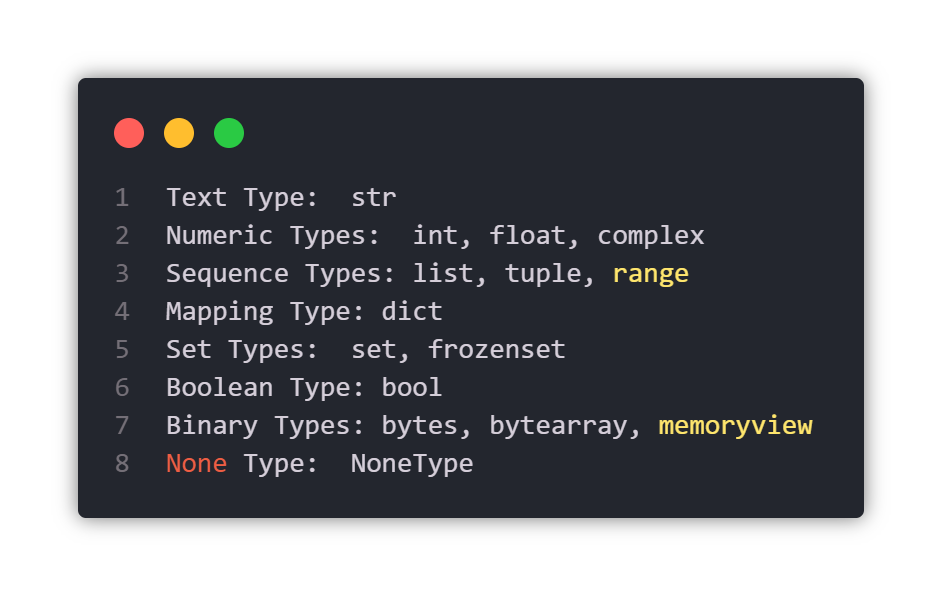 1 Text Type:  str
2 Numeric Types:  int, float, complex
3 Sequence Types: list, tuple, range
4 Mapping Type: dict
5 Set Types:  set, frozenset
6 Boolean Type: bool
7 Binary Types: bytes, bytearray, memoryview
8 None Type:  NoneType